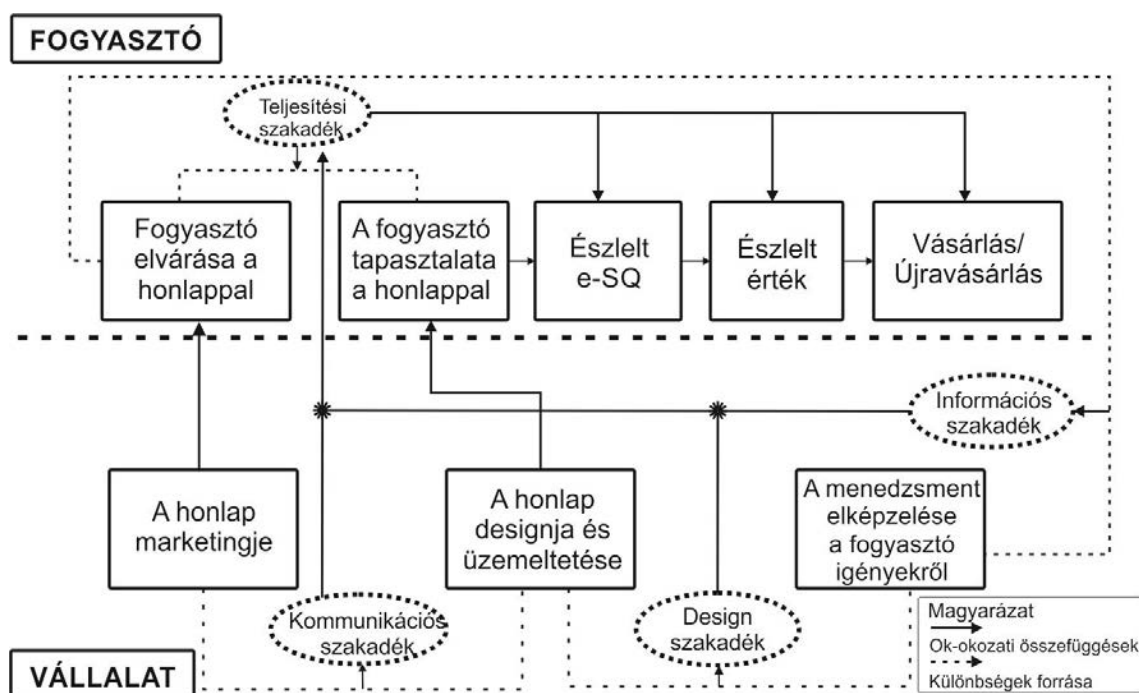 FOGYASZTÓ
Teljesítési
szakadék
Fogyasztó
elvárása a
honlappal
A fogyasztó
tapasztalata
a honlappal
Észlelt
e-SQ
Észlelt
érték
Vásárlás/
Újravásárlás
Információs
szakadék
A honlap
marketingje
A honlap
designja és
üzemeltetése
A menedzsment
elképzelése
a fogyasztó
igényekről
Kommunikációs
szakadék
Design
szakadék
VÁLLALAT
Magyarázat
Ok-okozati összefüggések
Különbségek forrása